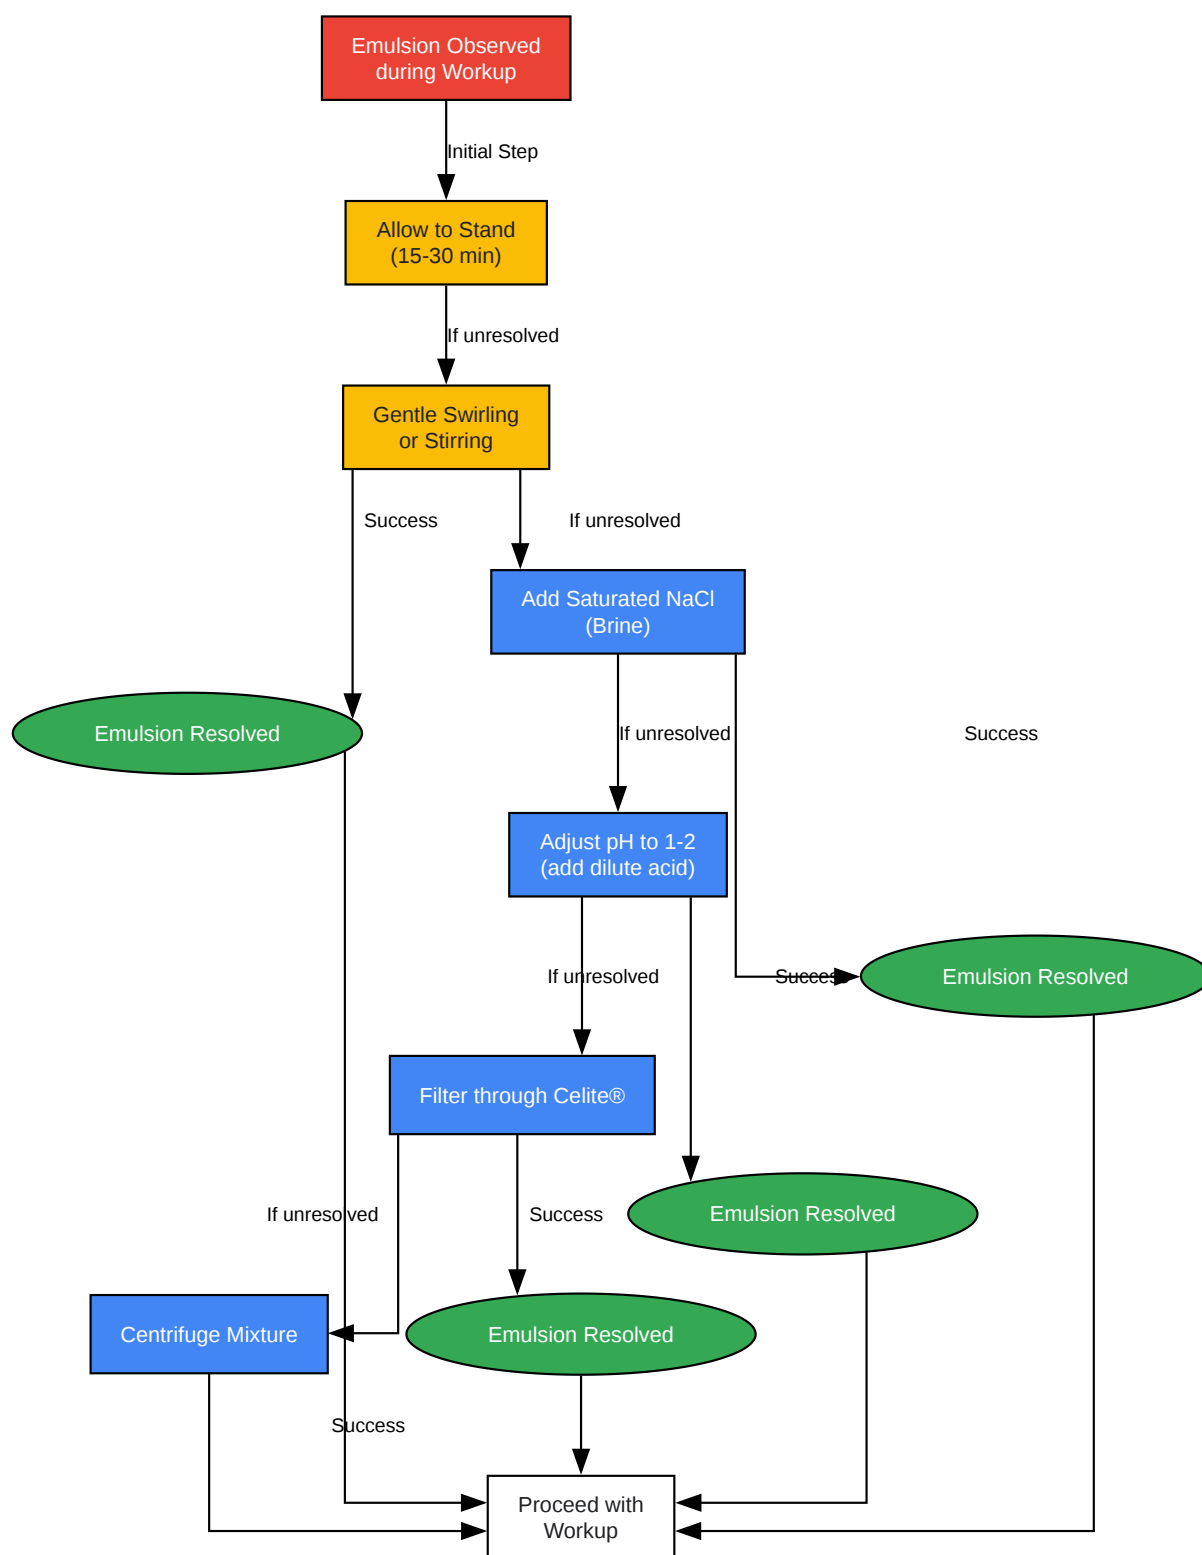 Emulsion Observed
during Workup
Initial Step
Allow to Stand
(15-30 min)
If unresolved
Gentle Swirling
or Stirring
Success
If unresolved
Add Saturated NaCl
(Brine)
Emulsion Resolved
If unresolved
Success
Adjust pH to 1-2
(add dilute acid)
If unresolved
Success
Emulsion Resolved
Filter through Celite®
If unresolved
Success
Emulsion Resolved
Centrifuge Mixture
Emulsion Resolved
Success
Proceed with
Workup